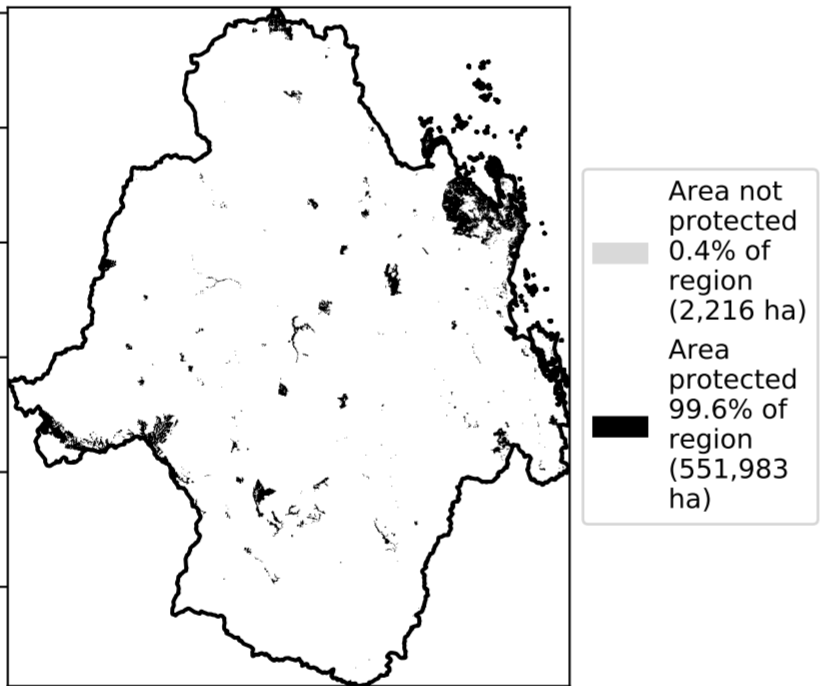 Area not
protected
0.4% of
region
(2,216 ha)
Area
protected
99.6% of
region
(551,983
ha)